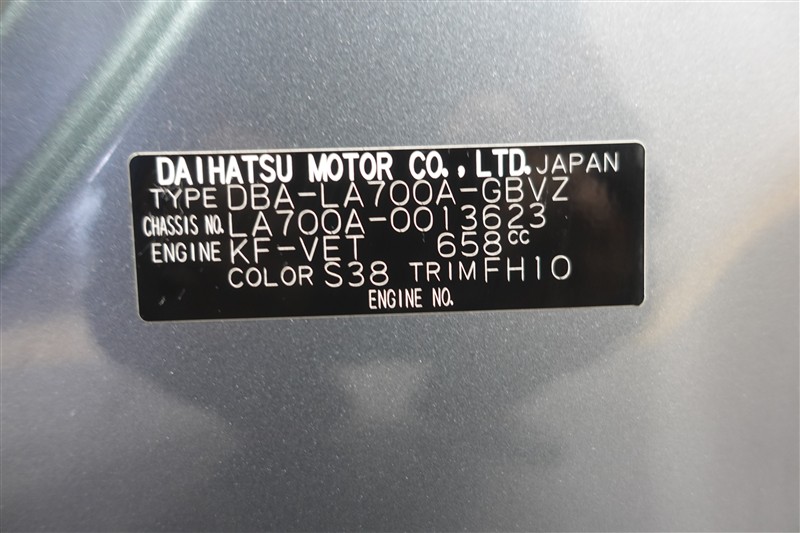 DAIHATSU MOTOR CO., LTD. JAPAN
TYPE DBA-LA700A-GBVZ
CHASSIS NO. LA700A-0013623
ENGINE KF-VET 658cc
COLOR S38 TRIM FH10
ENGINE NO.